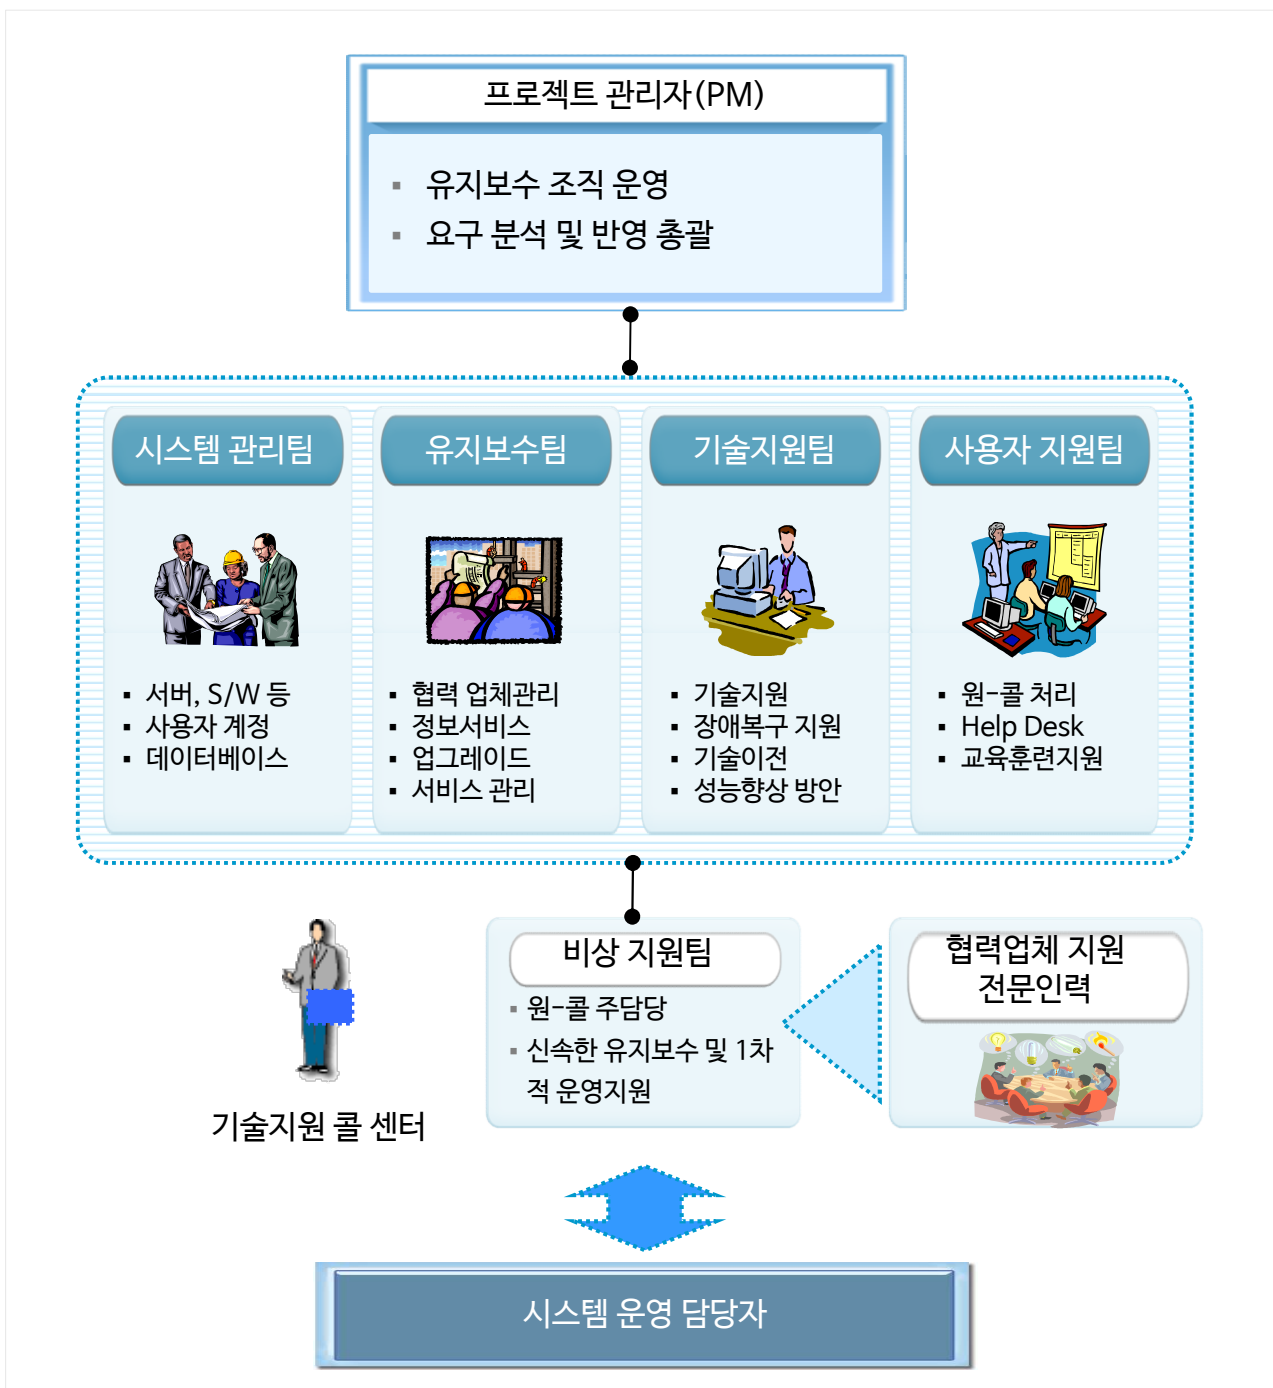 프로젝트 관리자(PM)
▪ 유지보수 조직 운영
▪ 요구 분석 및 반영 총괄
시스템 관리팀
▪ 서버, S/W 등
▪ 사용자 계정
▪ 데이터베이스
유지보수팀
▪ 협력 업체관리
▪ 정보서비스
▪ 업그레이드
▪ 서비스 관리
기술지원팀
▪ 기술지원
▪ 장애복구 지원
▪ 기술이전
▪ 성능향상 방안
사용자 지원팀
▪ 원-콜 처리
▪ Help Desk
▪ 교육훈련지원
기술지원 콜 센터
비상 지원팀
▪ 원-콜 주담당
▪ 신속한 유지보수 및 1차
적 운영지원
협력업체 지원
전문인력
시스템 운영 담당자